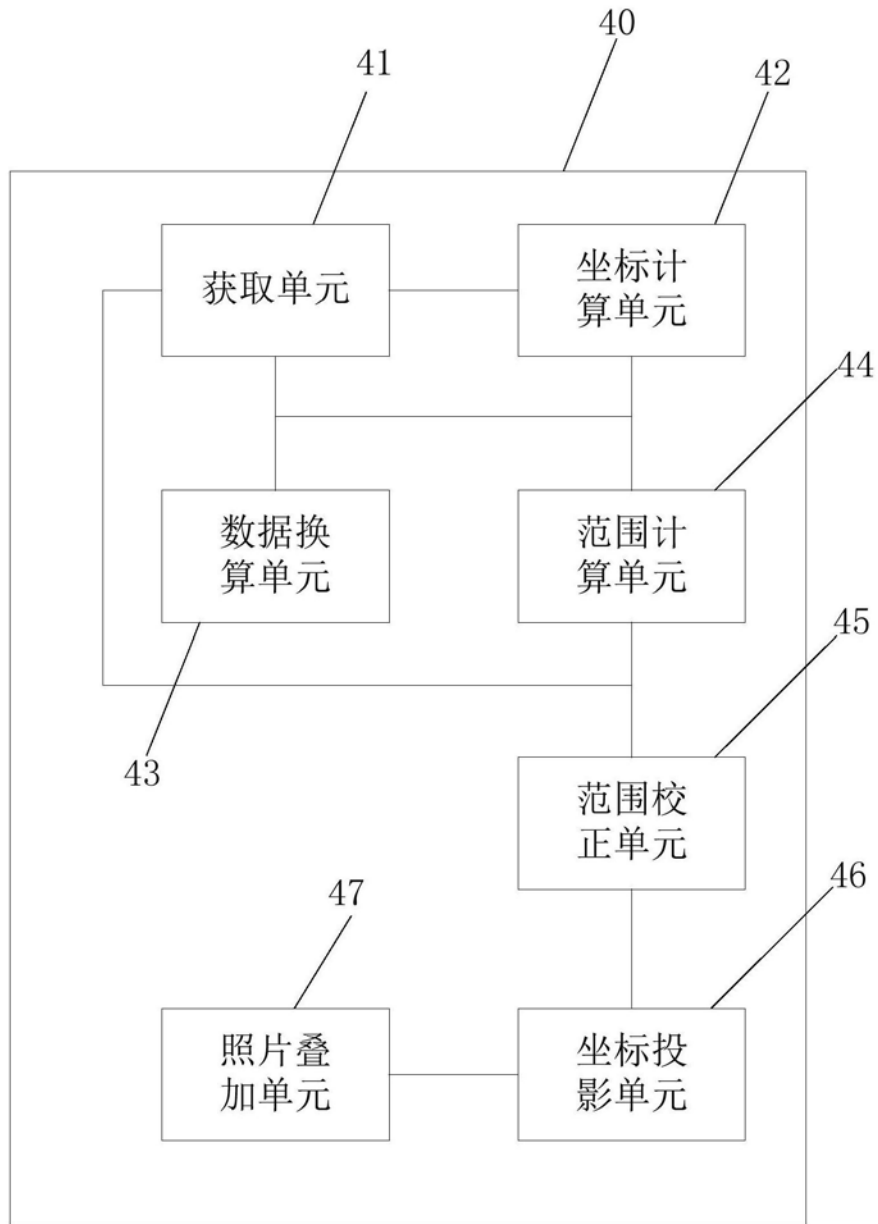 40
41
42
获取单元
坐标计
算单元
44
数据换
算单元
范围计
算单元
45
43
范围校
正单元
47
46
照片叠
加单元
坐标投
影单元